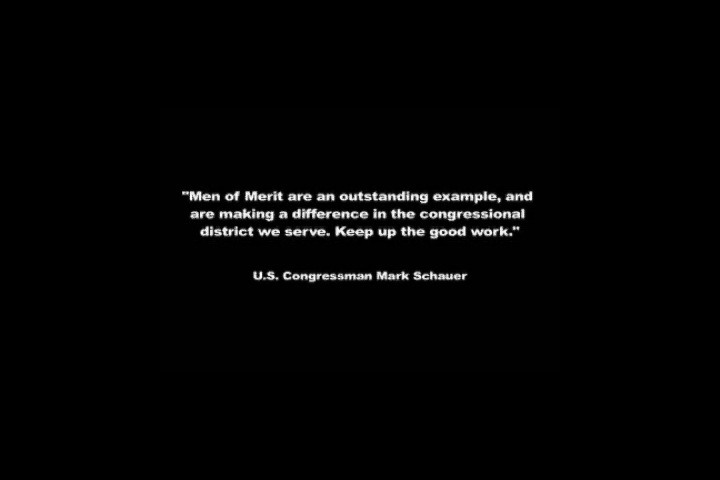 "Men of Merit are an outstanding example, and
are making a difference in the congressional
district we serve. Keep up the good work."
U.S. Congressman Mark Schauer